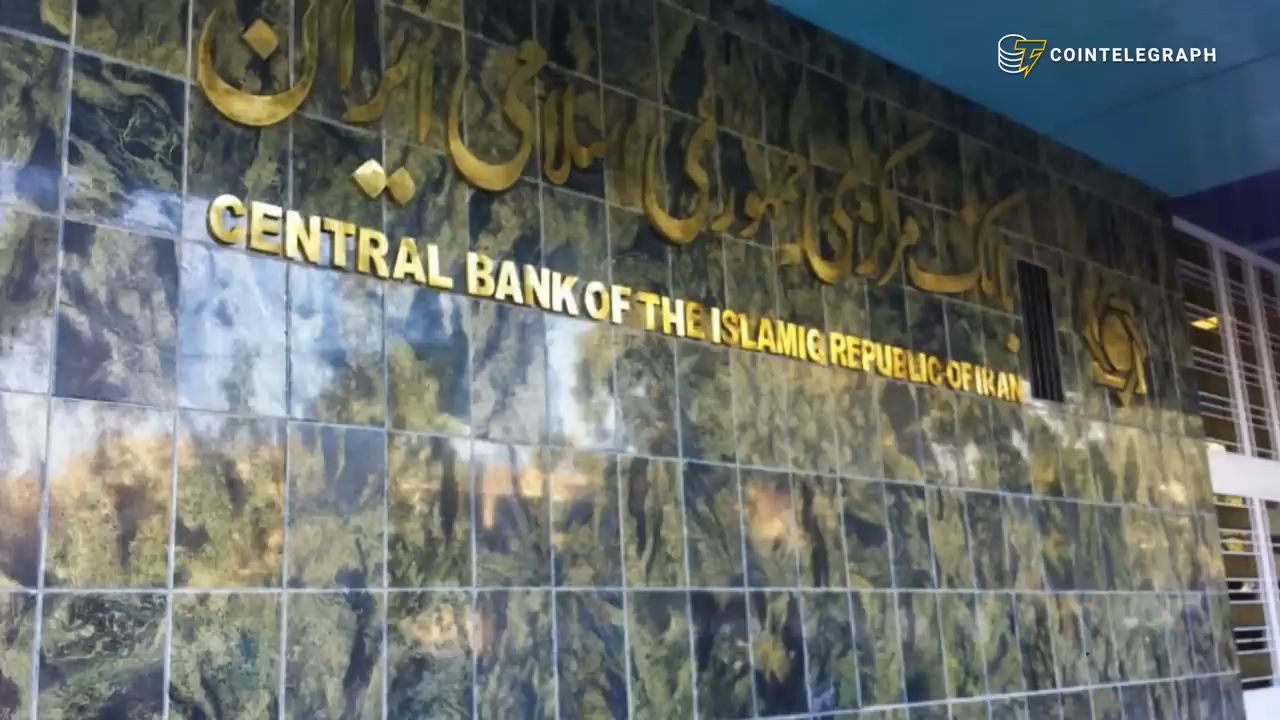 COINTELEGRAPH
بانک مرکزی جمهوری اسلامی ایران
CENTRAL BANK OF THE ISLAMIC REPUBLIC OF IRAN